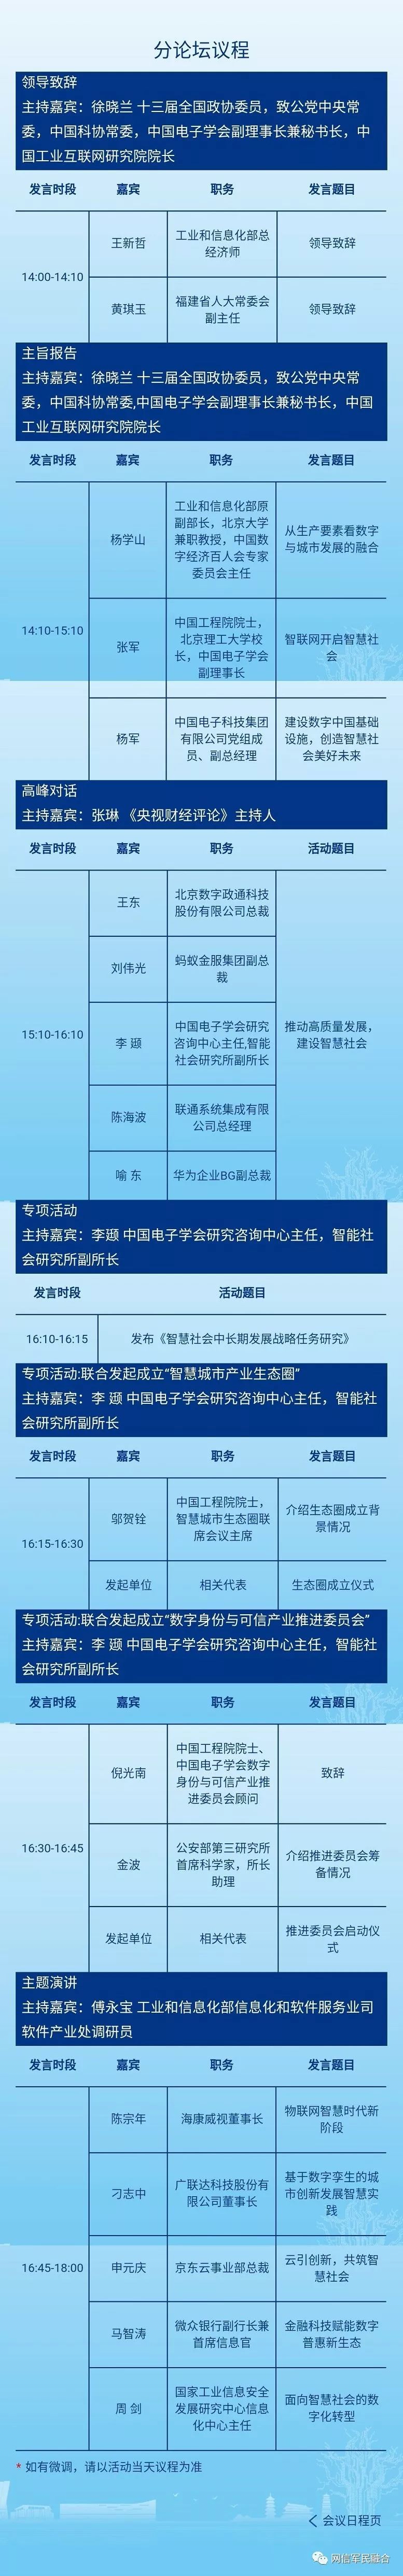 分论坛议程
领导致辞
主持嘉宾：徐晓兰 十三届全国政协委员，致公党中央常
委，中国科协常委，中国电子学会副理事长兼秘书长，中
国工业互联网研究院院长
发言时段 嘉宾 职务 发言题目
14:00-14:10
王新哲
工业和信息化部总
经济师
领导致辞
黄琪玉
福建省人大常委会
副主任
领导致辞
主旨报告
主持嘉宾：徐晓兰 十三届全国政协委员，致公党中央常
委，中国科协常委,中国电子学会副理事长兼秘书长，中国
工业互联网研究院院长
发言时段 嘉宾 职务 发言题目
14:10-15:10
杨学山
工业和信息化部原
副部长，北京大学
兼职教授，中国数
字经济百人会专家
委员会主任
从生产要素看数字
与城市发展的融合
张军
中国工程院院士，
北京理工大学校
长，中国电子学会
副理事长
智联网开启智慧社
会
杨军
中国电子科技集团
有限公司党组成
员、副总经理
建设数字中国基础
设施，创造智慧社
会美好未来
高峰对话
主持嘉宾：张琳 《央视财经评论》主持人
发言时段 嘉宾 职务 活动题目
15:10-16:10
王东
北京数字政通科技
股份有限公司总裁
刘伟光
蚂蚁金服集团副总
裁
李 颋
中国电子学会研究
咨询中心主任,智能
社会研究所副所长
陈海波
联通系统集成有限
公司总经理
喻 东
华为企业BG副总裁
推动高质量发展，
建设智慧社会
专项活动
主持嘉宾：李颋 中国电子学会研究咨询中心主任，智能社
会研究所副所长
发言时段 活动题目
16:10-16:15 发布《智慧社会中长期发展战略任务研究》
专项活动:联合发起成立“智慧城市产业生态圈”
主持嘉宾：李 颋 中国电子学会研究咨询中心主任，智能社
会研究所副所长
发言时段 嘉宾 职务 发言题目
16:15-16:30
邬贺铨
中国工程院院士，
智慧城市生态圈联
席会议主席
介绍生态圈成立背
景情况
发起单位 相关代表 生态圈成立仪式
专项活动:联合发起成立“数字身份与可信产业推进委员会”
主持嘉宾：李 颋 中国电子学会研究咨询中心主任，智能社
会研究所副所长
发言时段 嘉宾 职务 发言题目
16:30-16:45
倪光南
中国工程院院士、
中国电子学会数字
身份与可信产业推
进委员会顾问
致辞
金波
公安部第三研究所
首席科学家，所长
助理
介绍推进委员会筹
备情况
发起单位 相关代表
推进委员会启动仪
式
主题演讲
主持嘉宾：傅永宝 工业和信息化部信息化和软件服务业司
软件产业处调研员
发言时段 嘉宾 职务 发言题目
16:45-18:00
陈宗年
海康威视董事长
物联网智慧时代新
阶段
刁志中
广联达科技股份有
限公司董事长
基于数字孪生的城
市创新发展智慧实
践
申元庆
京东云事业部总裁
云引创新，共筑智
慧社会
马智涛
微众银行副行长兼
首席信息官
金融科技赋能数字
普惠新生态
周 剑
国家工业信息安全
发展研究中心信息
化中心主任
面向智慧社会的数
字化转型
* 如有微调，请以活动当天议程为准
会议日程页
网信军民融合